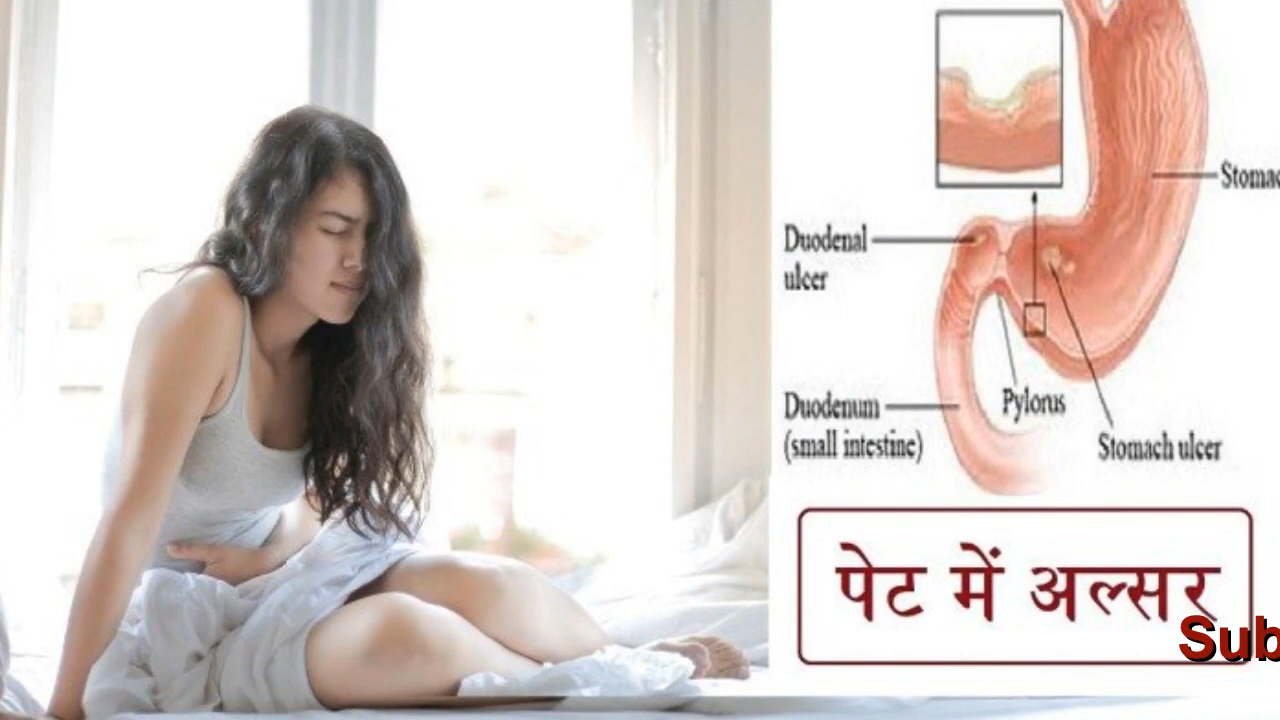 Stomac
Duodenal
ulcer
Pylorus
Duodenum
(small intestine)
Stomach ulcer
पेट में अल्सर
Sub